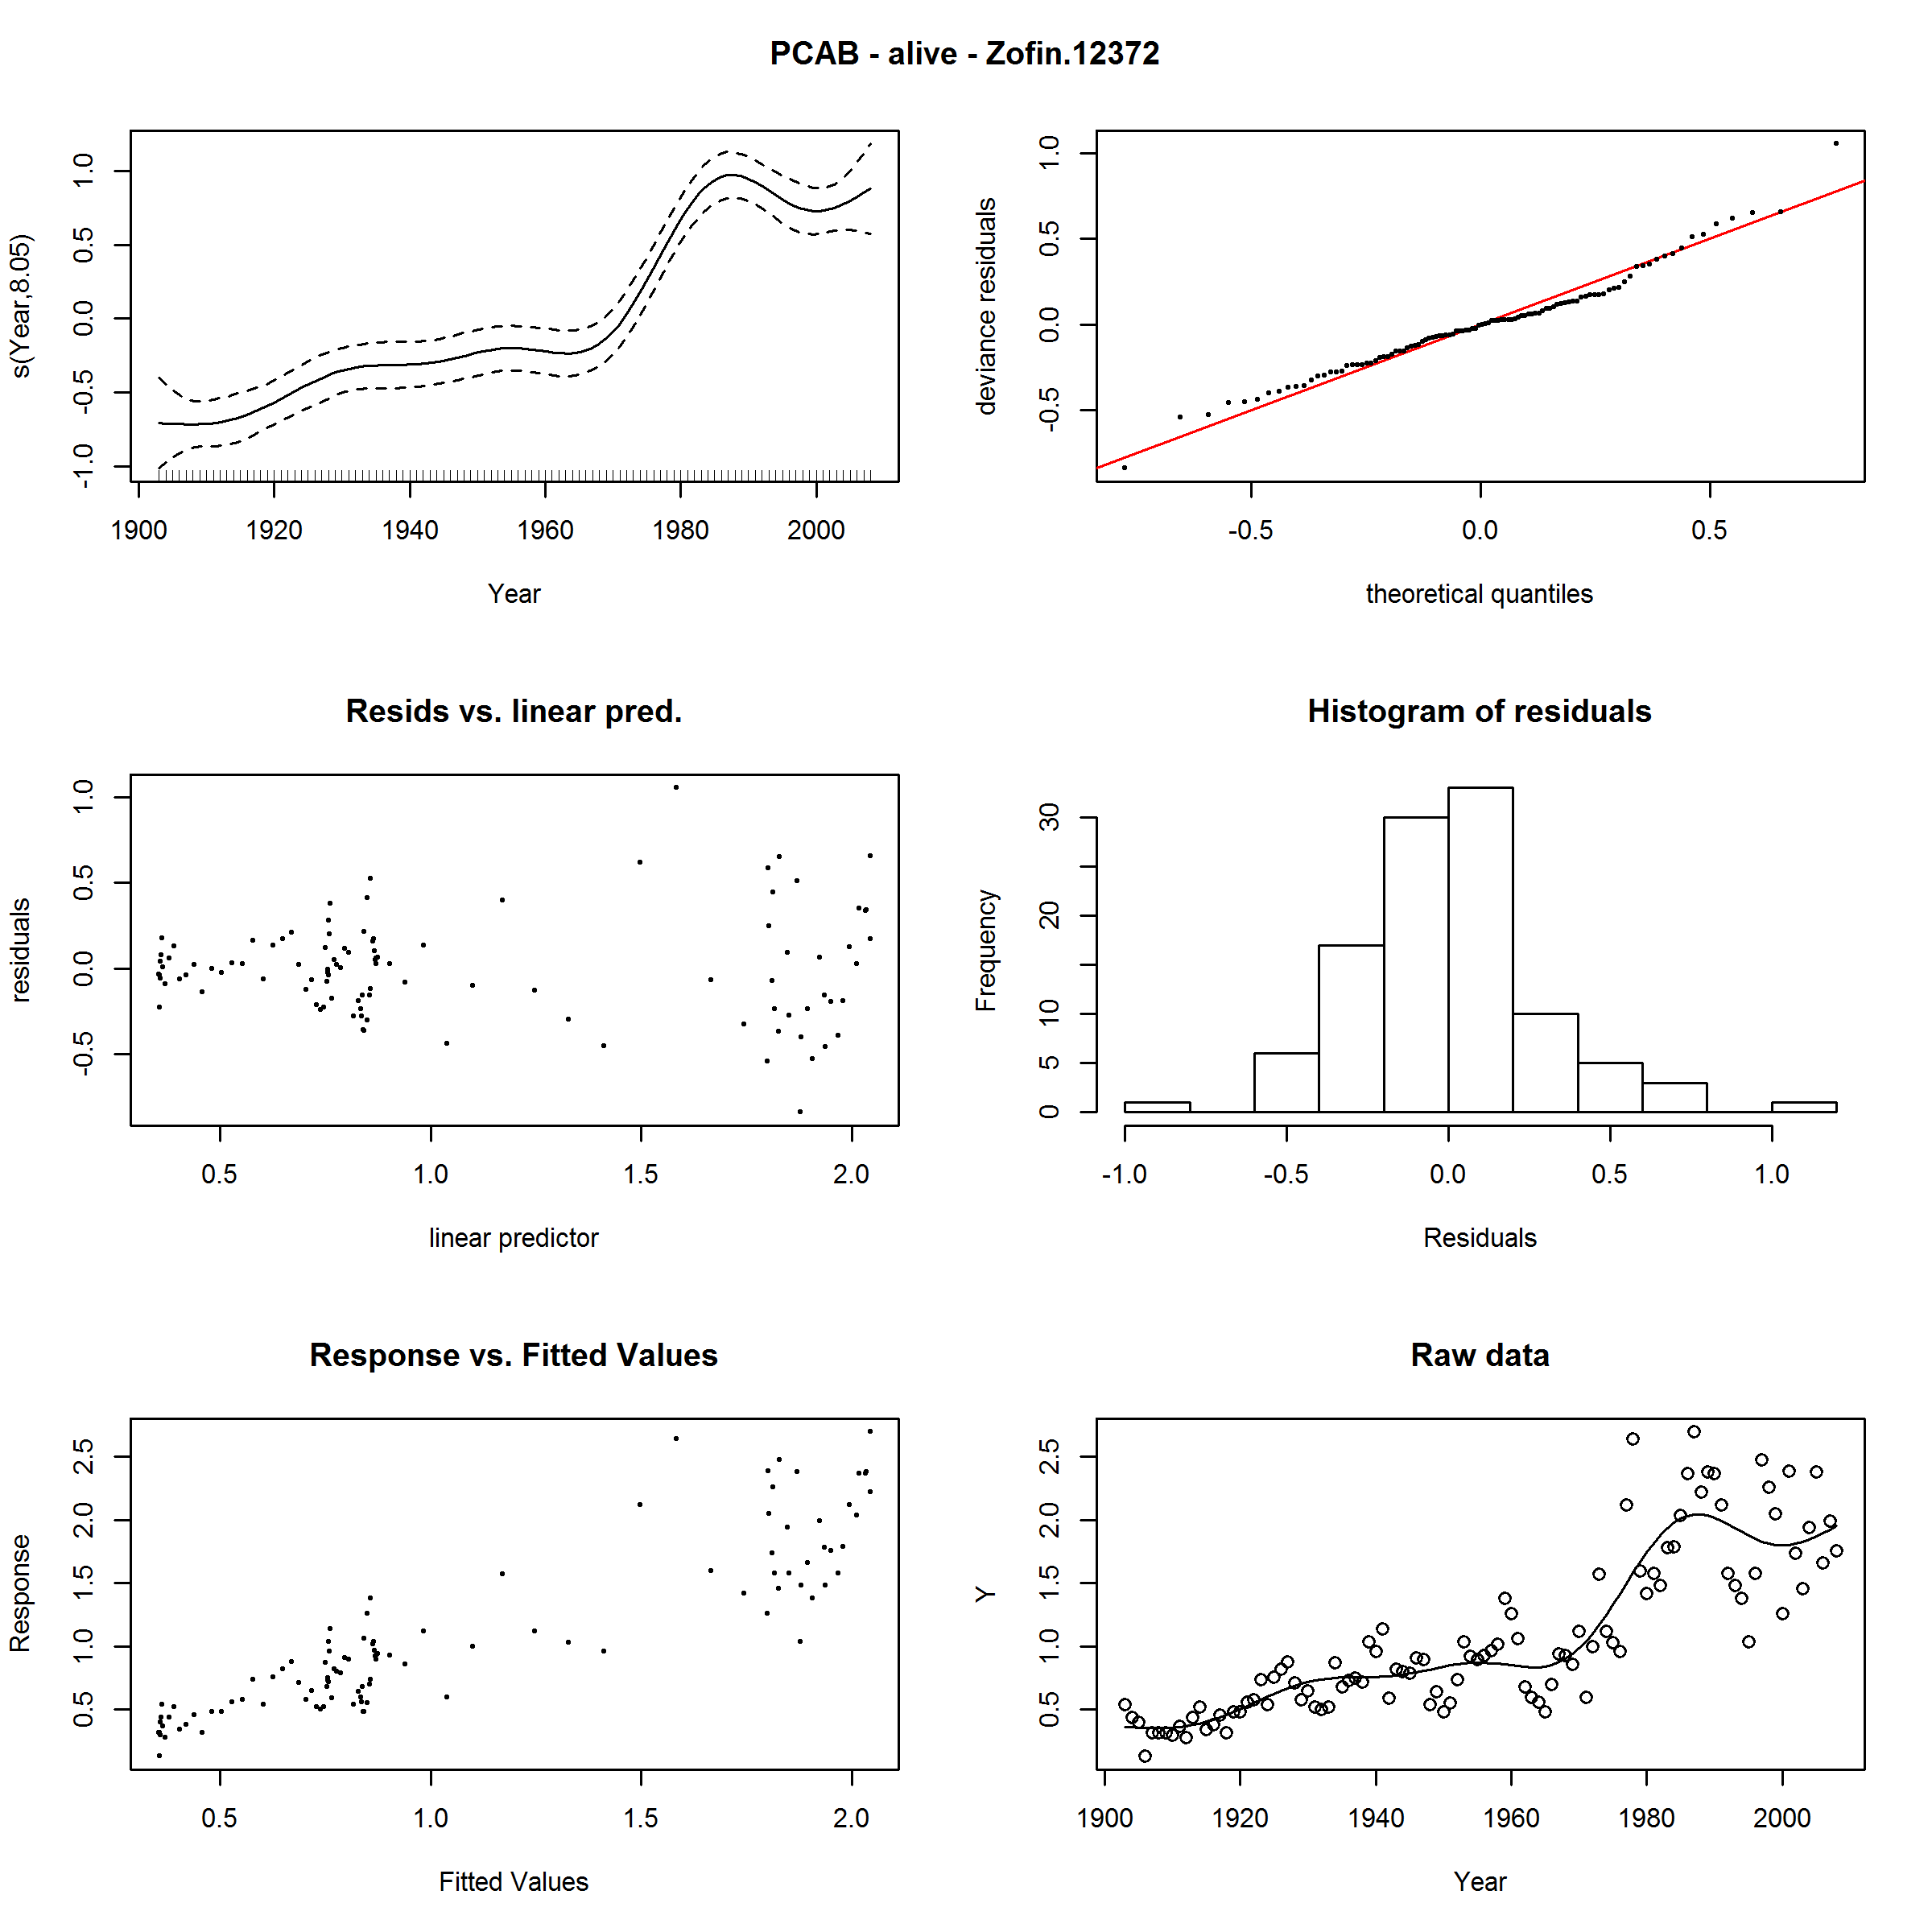 PCAB - alive - Zofin.12372
s(Year,8.05)
-1.0 -0.5 0.0 0.5 1.0
1900 1920 1940 1960 1980 2000
Year
deviance residuals
-0.5 0.0 0.5 1.0
-0.5 0.0 0.5
theoretical quantiles
Resids vs. linear pred.
residuals
-0.5 0.0 0.5 1.0
0.5 1.0 1.5 2.0
linear predictor
Histogram of residuals
Frequency
0 5 10 20 30
-1.0 -0.5 0.0 0.5 1.0
Residuals
Response vs. Fitted Values
Response
0.5 1.0 1.5 2.0 2.5
0.5 1.0 1.5 2.0
Fitted Values
Raw data
Y
0.5 1.0 1.5 2.0 2.5
1900 1920 1940 1960 1980 2000
Year